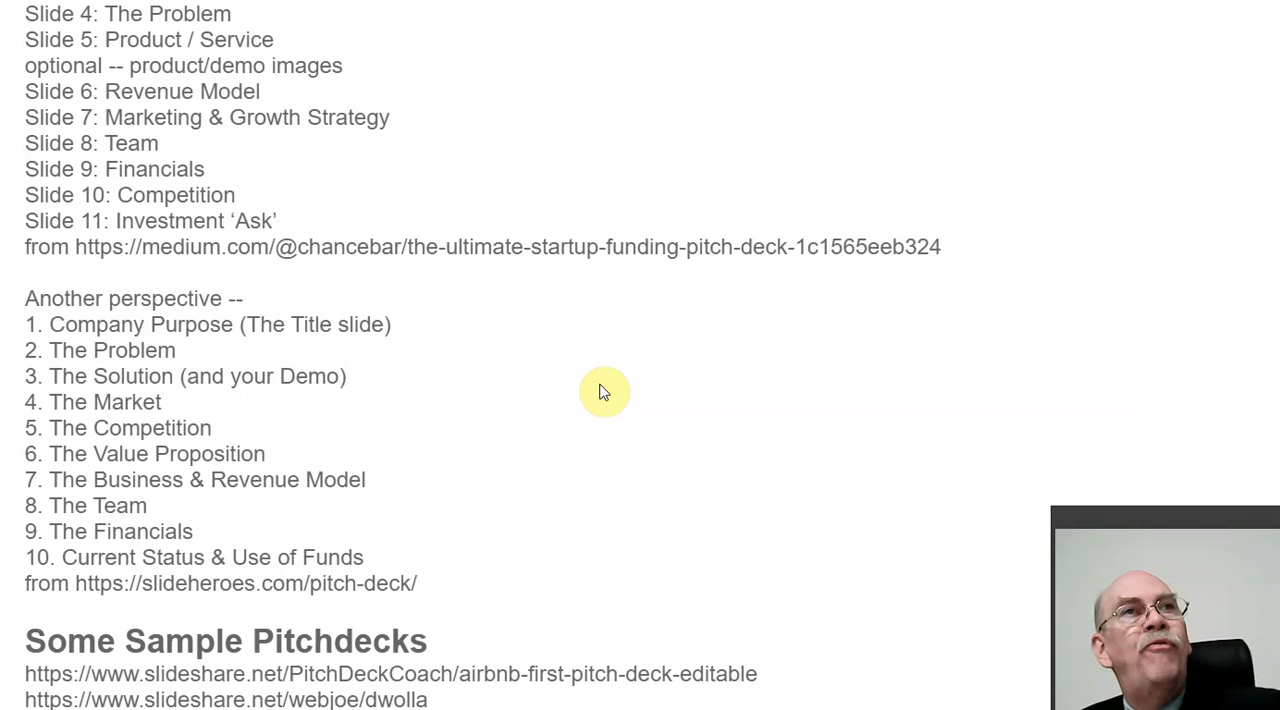 Slide 4: The Problem
Slide 5: Product / Service
optional -- product/demo images
Slide 6: Revenue Model
Slide 7: Marketing & Growth Strategy
Slide 8: Team
Slide 9: Financials
Slide 10: Competition
Slide 11: Investment ‘Ask’
from https://medium.com/@chancebar/the-ultimate-startup-funding-pitch-deck-1c1565eeb324
Another perspective --
1. Company Purpose (The Title slide)
2. The Problem
3. The Solution (and your Demo)
4. The Market
5. The Competition
6. The Value Proposition
7. The Business & Revenue Model
8. The Team
9. The Financials
10. Current Status & Use of Funds
from https://slideheroes.com/pitch-deck/
Some Sample Pitchdecks
https://www.slideshare.net/PitchDeckCoach/airbnb-first-pitch-deck-editable
https://www.slideshare.net/webjoe/dwolla